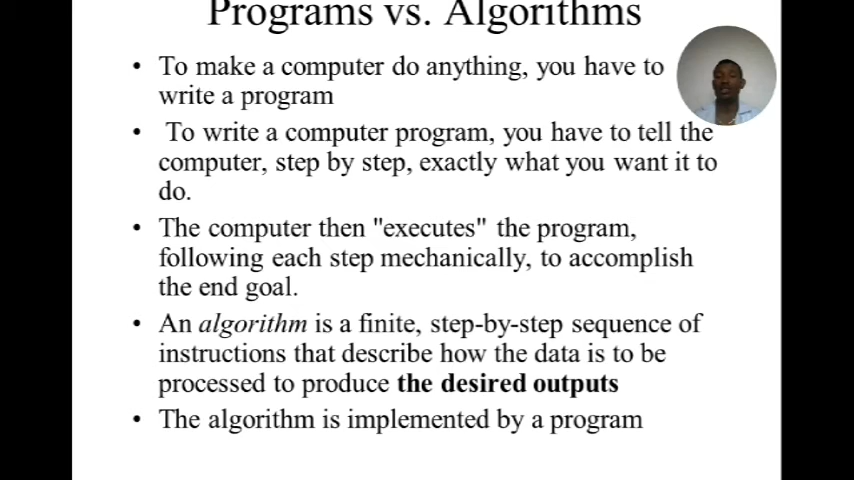 Programs vs. Algorithms
• To make a computer do anything, you have to
write a program
• To write a computer program, you have to tell the
computer, step by step, exactly what you want it to
do.
• The computer then "executes" the program,
following each step mechanically, to accomplish
the end goal.
• An algorithm is a finite, step-by-step sequence of
instructions that describe how the data is to be
processed to produce the desired outputs
• The algorithm is implemented by a program